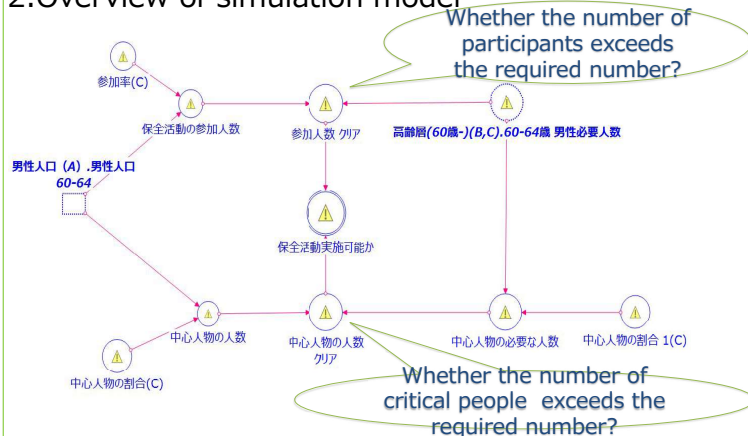 2.Overview of simulation model
Whether the number of
participants exceeds
the required number?
参加率(C)
保全活動の参加人数
参加人数 クリア
高齢層(60歳-)(B,C).60-64歳 男性必要人数
男性人口（A）.男性人口
60-64
保全活動実施可能か
中心人物の人数
中心人物の人数
クリア
中心人物の必要な人数
中心人物の割合 1(C)
中心人物の割合(C)
Whether the number of
critical people exceeds the
required number?